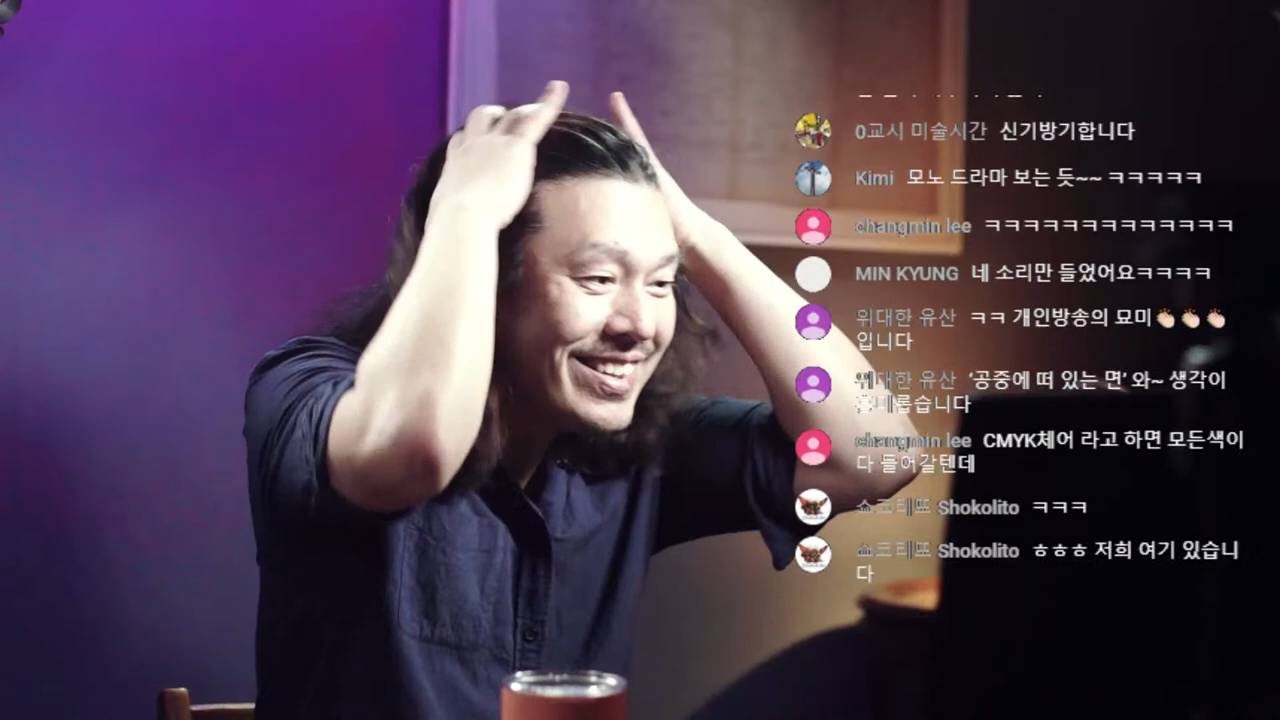 0교시 미술시간 신기방기합니다
Kimi 모노 드라마 보는 듯~~ ㅋㅋㅋㅋㅋ
changmin lee ㅋㅋㅋㅋㅋㅋㅋㅋㅋㅋㅋㅋㅋ
MIN KYUNG 네 소리만 들었어요ㅋㅋㅋㅋ
위대한 유산 ㅋㅋ 개인방송의 묘미👏🏻👏🏻👏🏻
입니다
위대한 유산 ‘공중에 떠 있는 면’ 와~ 생각이
흥미롭습니다
changmin lee CMYK체어 라고 하면 모든색이
다 들어갈텐데
쇼코리또 Shokolito ㅋㅋㅋ
쇼코리또 Shokolito ㅎㅎㅎ 저희 여기 있습니
다